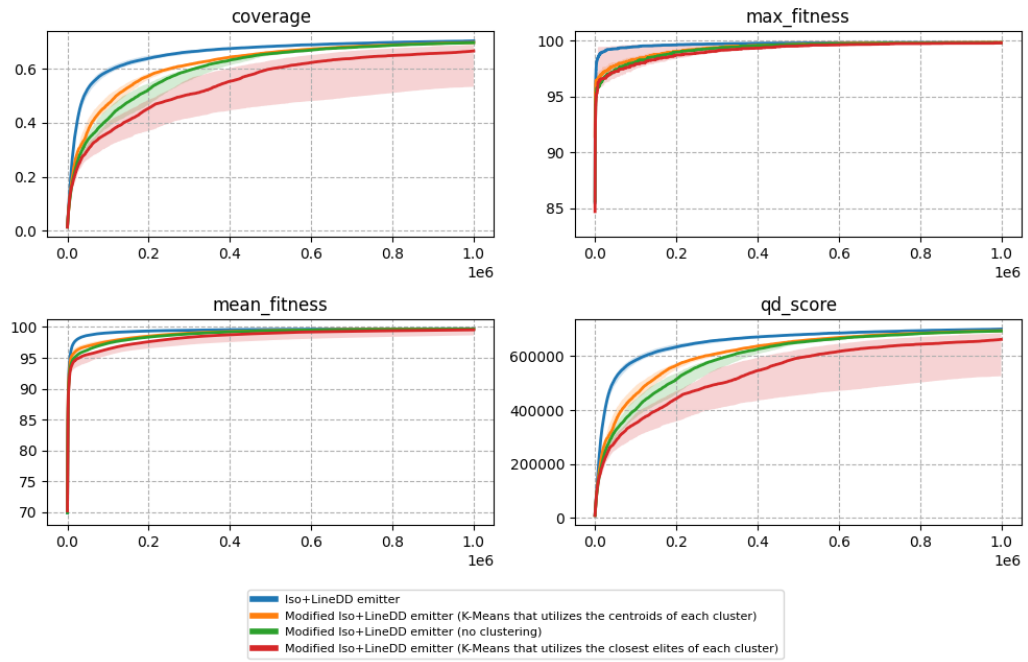 coverage
max_fitness
0.6
0.4
0.2
0.0
0.0 0.2 0.4 0.6 0.8 1.0
1e6
100
95
90
85
0.0 0.2 0.4 0.6 0.8 1.0
1e6
mean_fitness
qd_score
100
95
90
85
80
75
70
0.0 0.2 0.4 0.6 0.8 1.0
1e6
600000
400000
200000
0
0.0 0.2 0.4 0.6 0.8 1.0
1e6
Iso+LineDD emitter
Modified Iso+LineDD emitter (K-Means that utilizes the centroids of each cluster)
Modified Iso+LineDD emitter (no clustering)
Modified Iso+LineDD emitter (K-Means that utilizes the closest elites of each cluster)